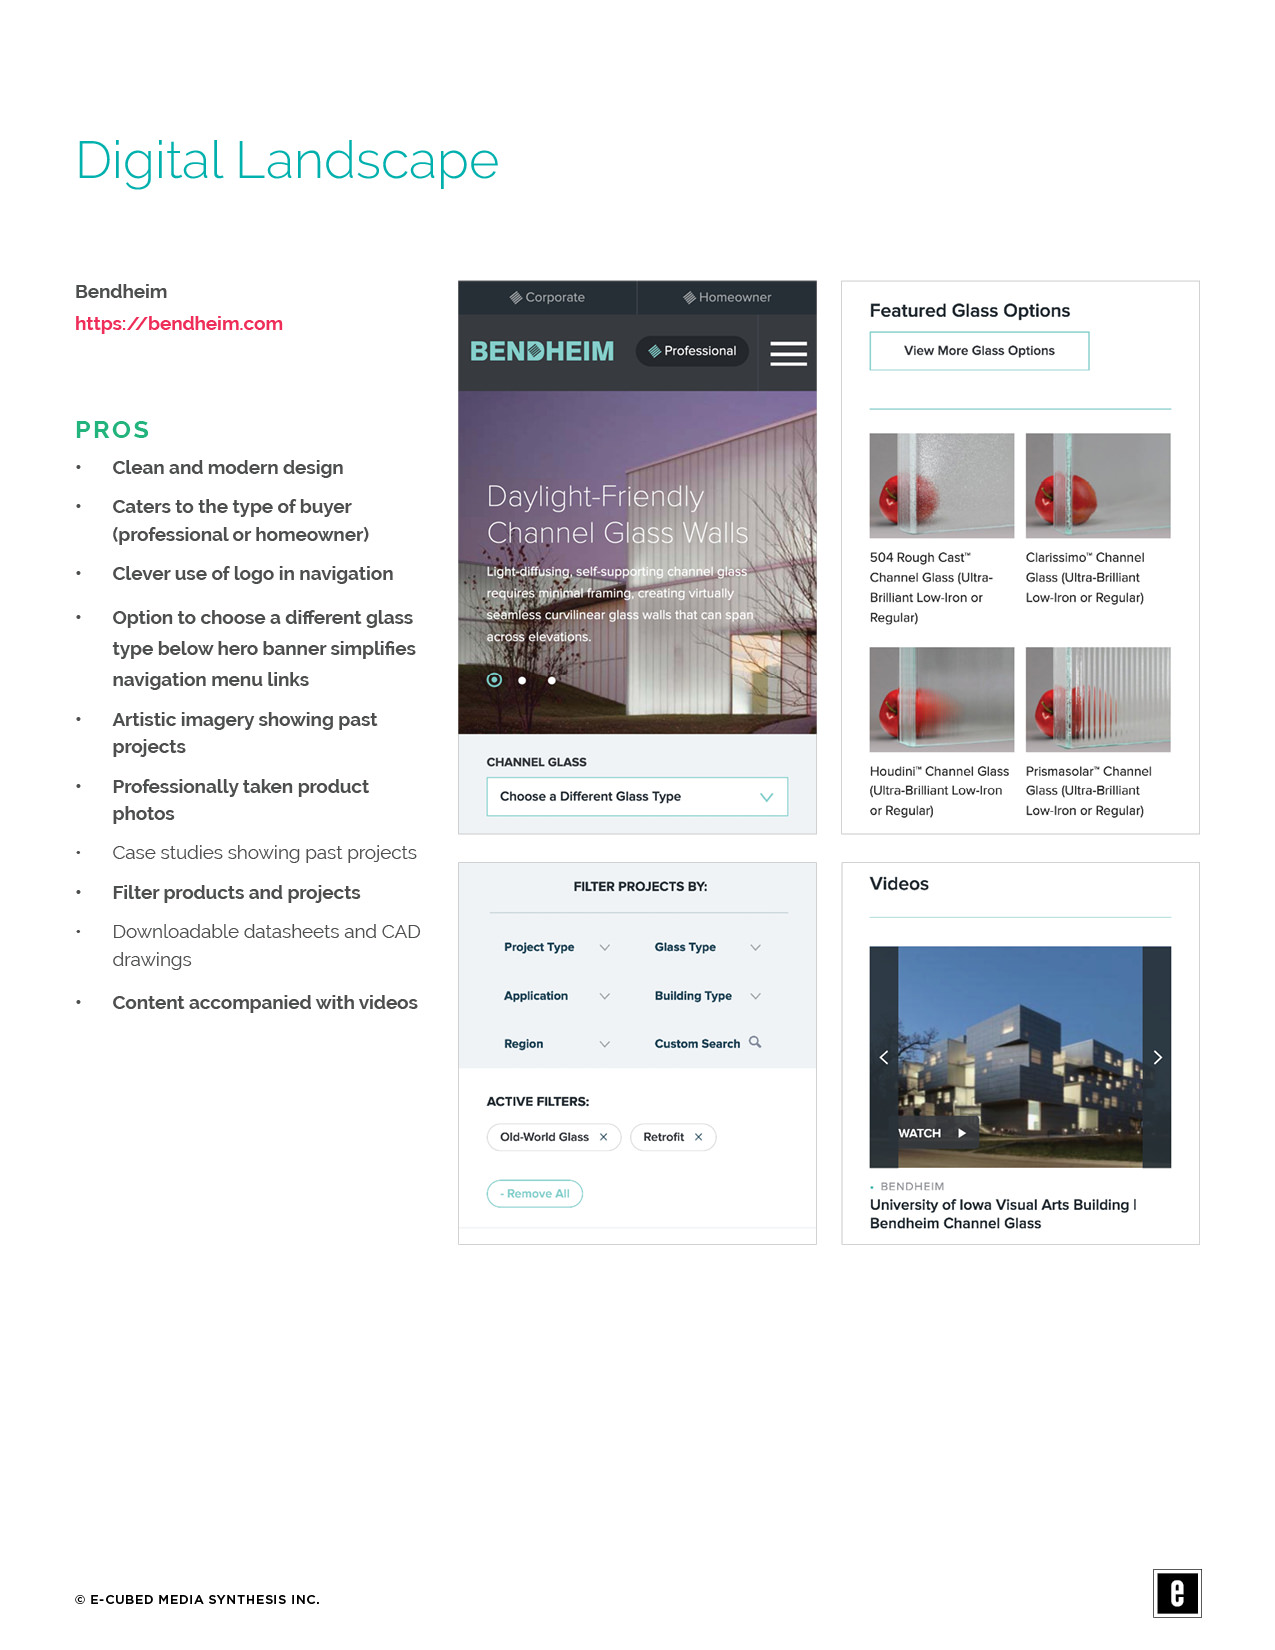 Digital Landscape
Bendheim
https://bendheim.com
PROS
• Clean and modern design
• Caters to the type of buyer
(professional or homeowner)
• Clever use of logo in navigation
• Option to choose a different glass
type below hero banner simplifies
navigation menu links
• Artistic imagery showing past
projects
• Professionally taken product
photos
• Case studies showing past projects
• Filter products and projects
• Downloadable datasheets and CAD
drawings
• Content accompanied with videos
Corporate
Homeowner
BENDHEIM
Professional
Daylight-Friendly
Channel Glass Walls
Light-diffusing, self-supporting channel glass
requires minimal framing, creating virtually
seamless curvilinear glass walls that can span
across elevations.
CHANNEL GLASS
Choose a Different Glass Type
Featured Glass Options
View More Glass Options
504 Rough Cast™
Channel Glass (Ultra-
Brilliant Low-Iron or
Regular)
Clarissimo™ Channel
Glass (Ultra-Brilliant
Low-Iron or Regular)
Houdini™ Channel Glass
(Ultra-Brilliant Low-Iron
or Regular)
Prismasolar™ Channel
Glass (Ultra-Brilliant
Low-Iron or Regular)
FILTER PROJECTS BY:
Project Type
Glass Type
Application
Building Type
Region
Custom Search
ACTIVE FILTERS:
Old-World Glass ×
Retrofit ×
- Remove All
Videos
WATCH
• BENDHEIM
University of Iowa Visual Arts Building |
Bendheim Channel Glass
© E-CUBED MEDIA SYNTHESIS INC.
e